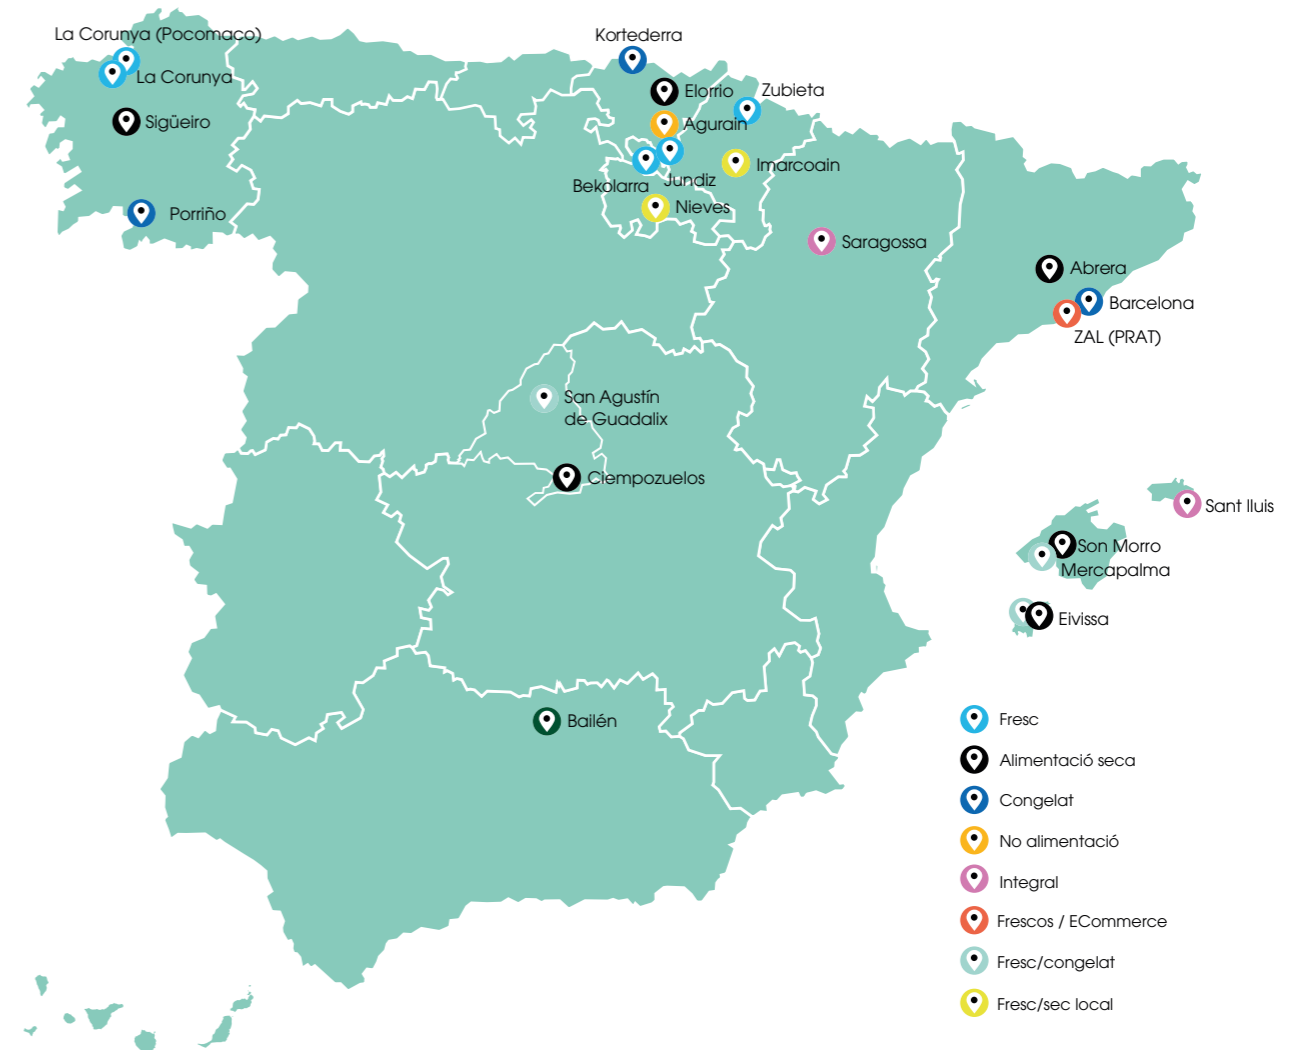 La Corunya (Pocomaco)
La Corunya
Sigüeiro
Porriño
Kortederra
Elorrio
Zubieta
Agurain
Imarcoain
Jundiz
Bekolarra
Nieves
Saragossa
Abrera
Barcelona
ZAL (PRAT)
San Agustín
de Guadalix
Ciempozuelos
Sant lluis
Son Morro
Mercapalma
Eivissa
Bailén
Fresc
Alimentació seca
Congelat
No alimentació
Integral
Frescos / ECommerce
Fresc/congelat
Fresc/sec local